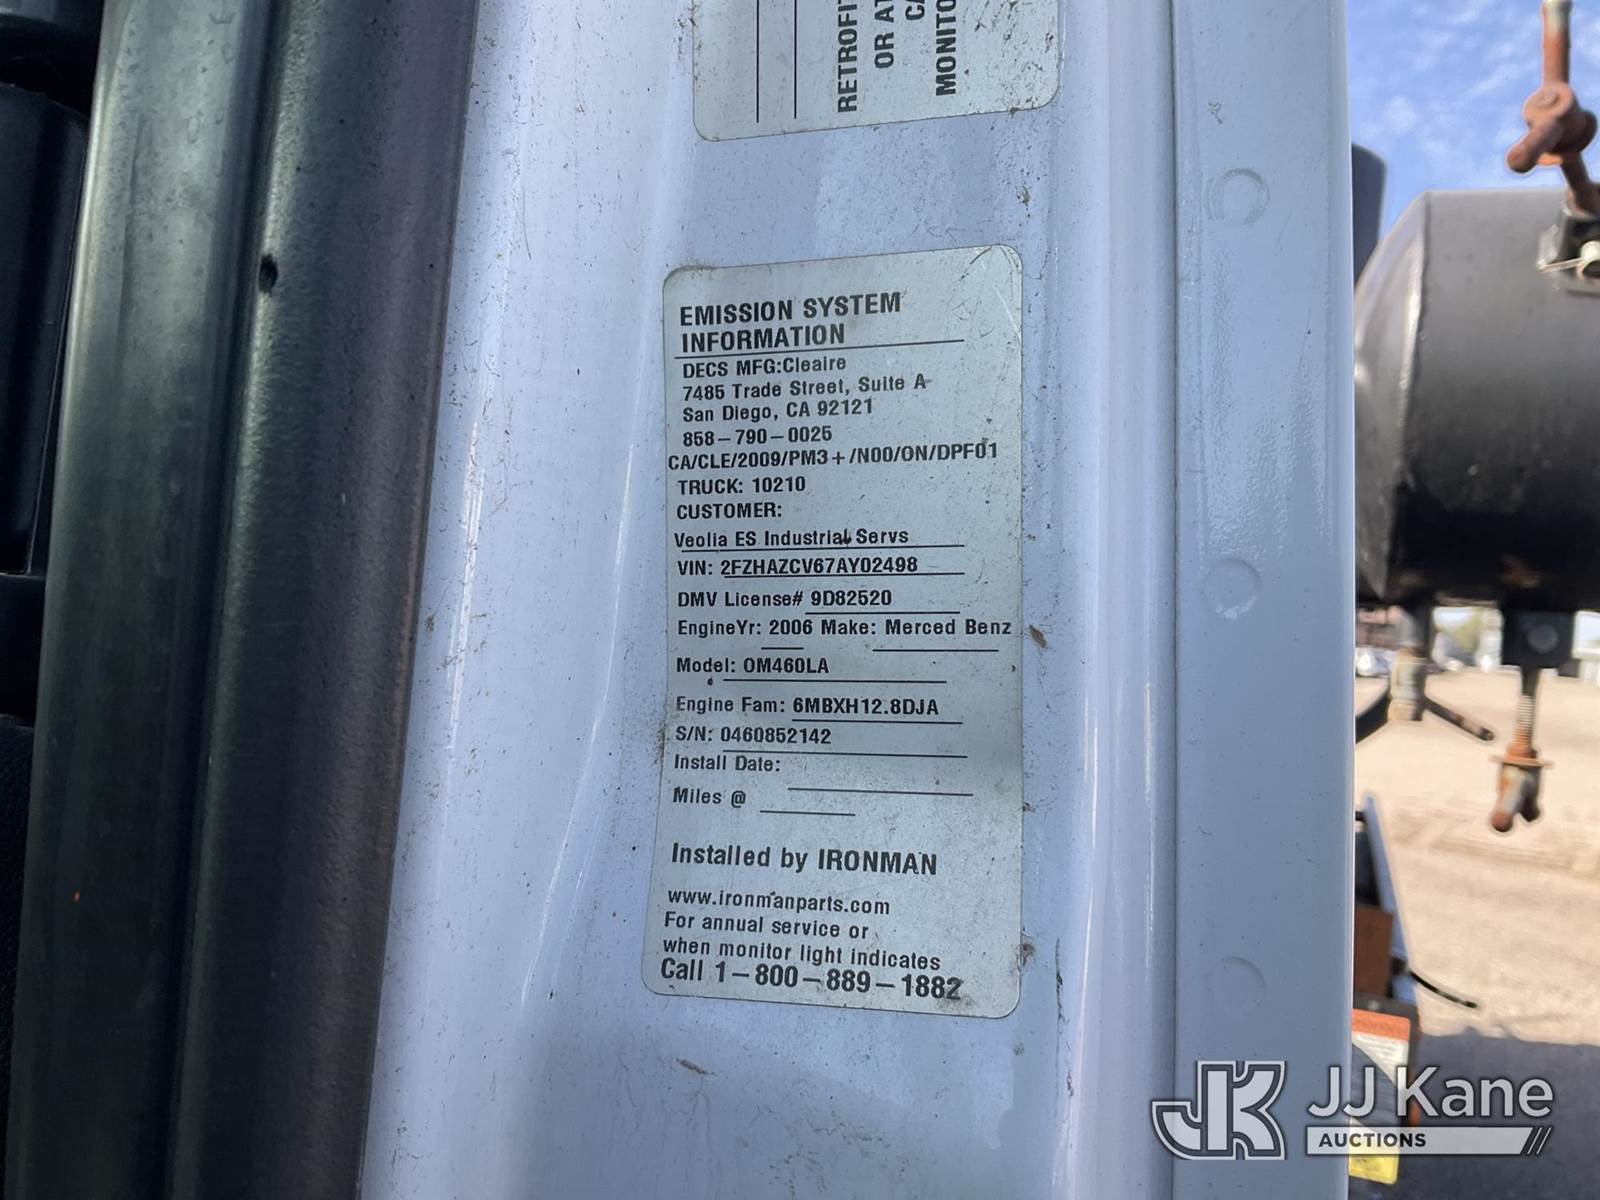 RETROFIT
OR AT
CA
MONITO
EMISSION SYSTEM
INFORMATION
DECS MFG:Cleaire
7485 Trade Street, Suite A
San Diego, CA 92121
858-790-0025
CA/CLE/2009/PM3+/N00/ON/DPF01
TRUCK: 10210
CUSTOMER:
Veolia ES Industrial Servs
VIN: 2FZHAZCV67AY02498
DMV License# 9D82520
EngineYr: 2006 Make: Merced Benz
Model: OM460LA
Engine Fam: 6MBXH12.8DJA
S/N: 0460852142
Install Date:
Miles @
Installed by IRONMAN
www.ironmanparts.com
For annual service or
when monitor light indicates
Call 1-800-889-1882
JK JJ Kane
AUCTIONS